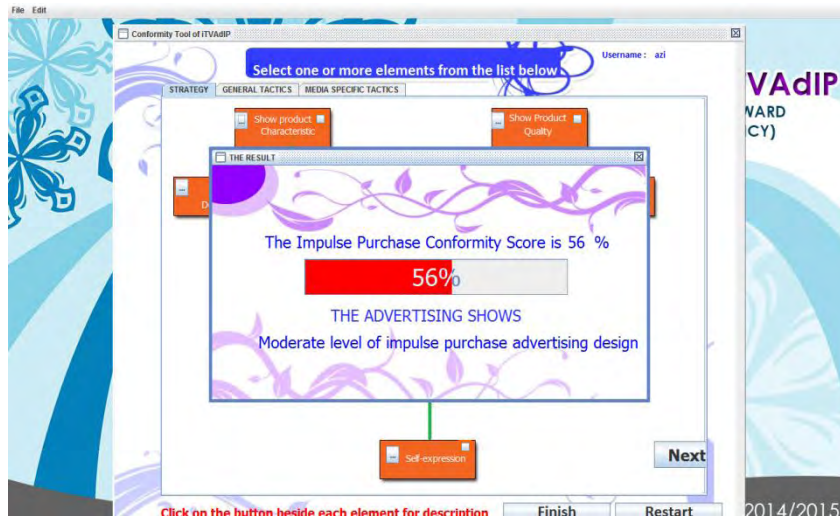 File Edit
Conformity Tool of iTVAdIP
Username : azi
Select one or more elements from the list below
STRATEGY GENERAL TACTICS MEDIA SPECIFIC TACTICS
VAdIP
WARD
ICY)
Show product
Characteristic
Show Product
Quality
THE RESULT
The Impulse Purchase Conformity Score is 56 %
56%
THE ADVERTISING SHOWS
Moderate level of impulse purchase advertising design
Self-expression
Next
Click on the button beside each element for description
Finish
Restart
2014/2015